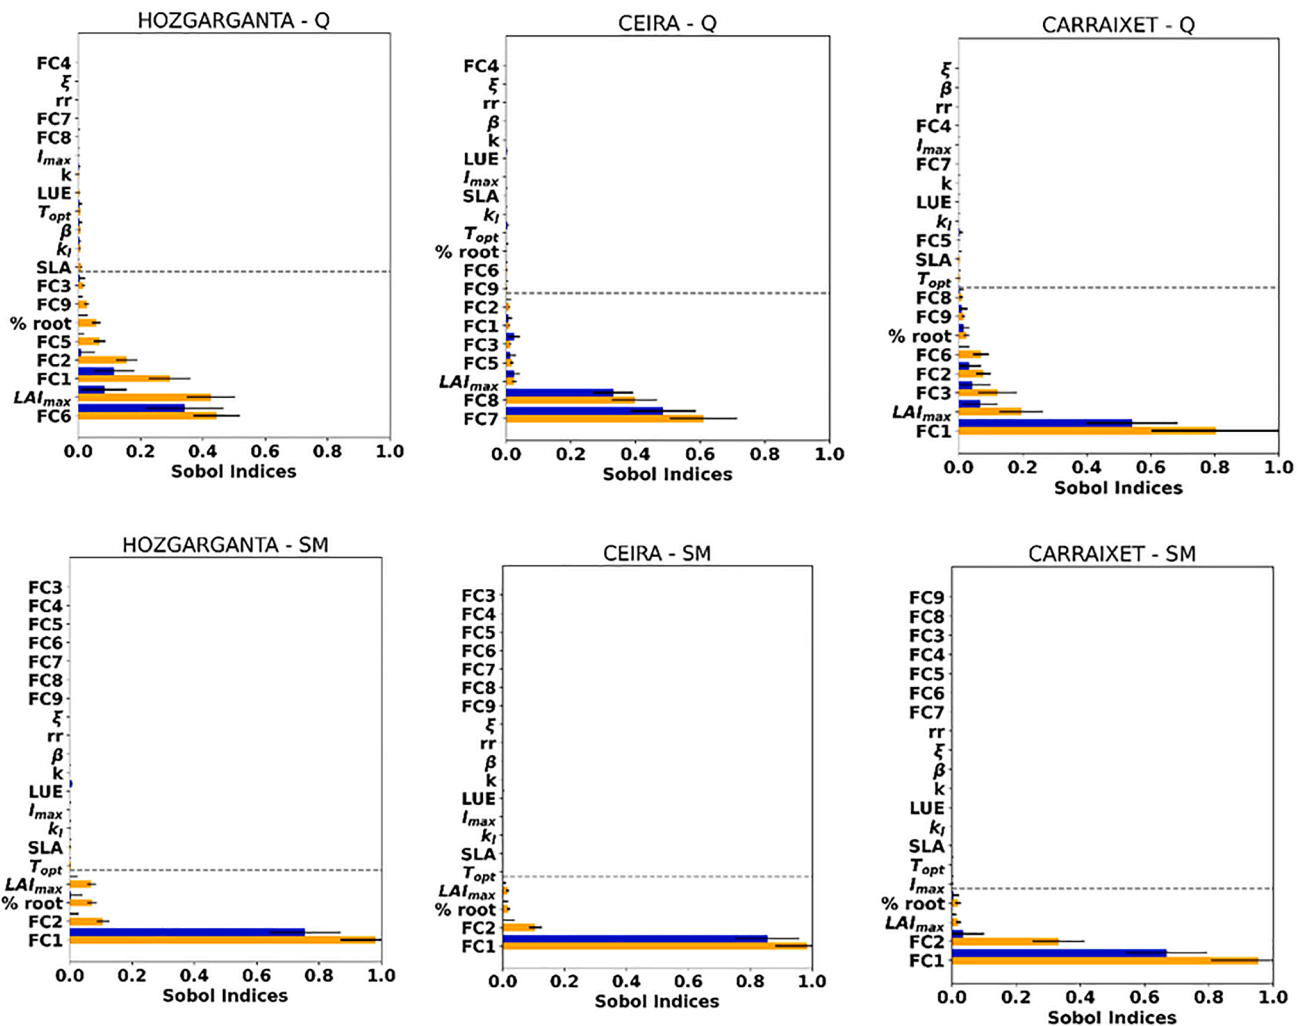 HOZGARGANTA - Q
FC4
ξ
rr
FC7
FC8
Imax
k
LUE
Topt
β
kl
SLA
FC3
FC9
% root
FC5
FC2
FC1
LAImax
FC6
0.0 0.2 0.4 0.6 0.8 1.0
Sobol Indices
CEIRA - Q
FC4
ξ
rr
β
k
LUE
Imax
SLA
kl
Topt
% root
FC6
FC9
FC2
FC1
FC3
FC5
LAImax
FC8
FC7
0.0 0.2 0.4 0.6 0.8 1.0
Sobol Indices
CARRAIXET - Q
ξ
β
rr
FC4
Imax
FC7
k
LUE
kl
FC5
SLA
Topt
FC8
FC9
% root
FC6
FC2
FC3
LAImax
FC1
0.0 0.2 0.4 0.6 0.8 1.0
Sobol Indices
HOZGARGANTA - SM
FC3
FC4
FC5
FC6
FC7
FC8
FC9
ξ
rr
β
k
LUE
Imax
kl
SLA
Topt
LAImax
% root
FC2
FC1
0.0 0.2 0.4 0.6 0.8 1.0
Sobol Indices
CEIRA - SM
FC3
FC4
FC5
FC6
FC7
FC8
FC9
ξ
rr
β
k
LUE
Imax
kl
SLA
Topt
LAImax
% root
FC2
FC1
0.0 0.2 0.4 0.6 0.8 1.0
Sobol Indices
CARRAIXET - SM
FC9
FC8
FC3
FC4
FC5
FC6
FC7
rr
ξ
β
k
LUE
kl
SLA
Topt
Imax
% root
LAImax
FC2
FC1
0.0 0.2 0.4 0.6 0.8 1.0
Sobol Indices